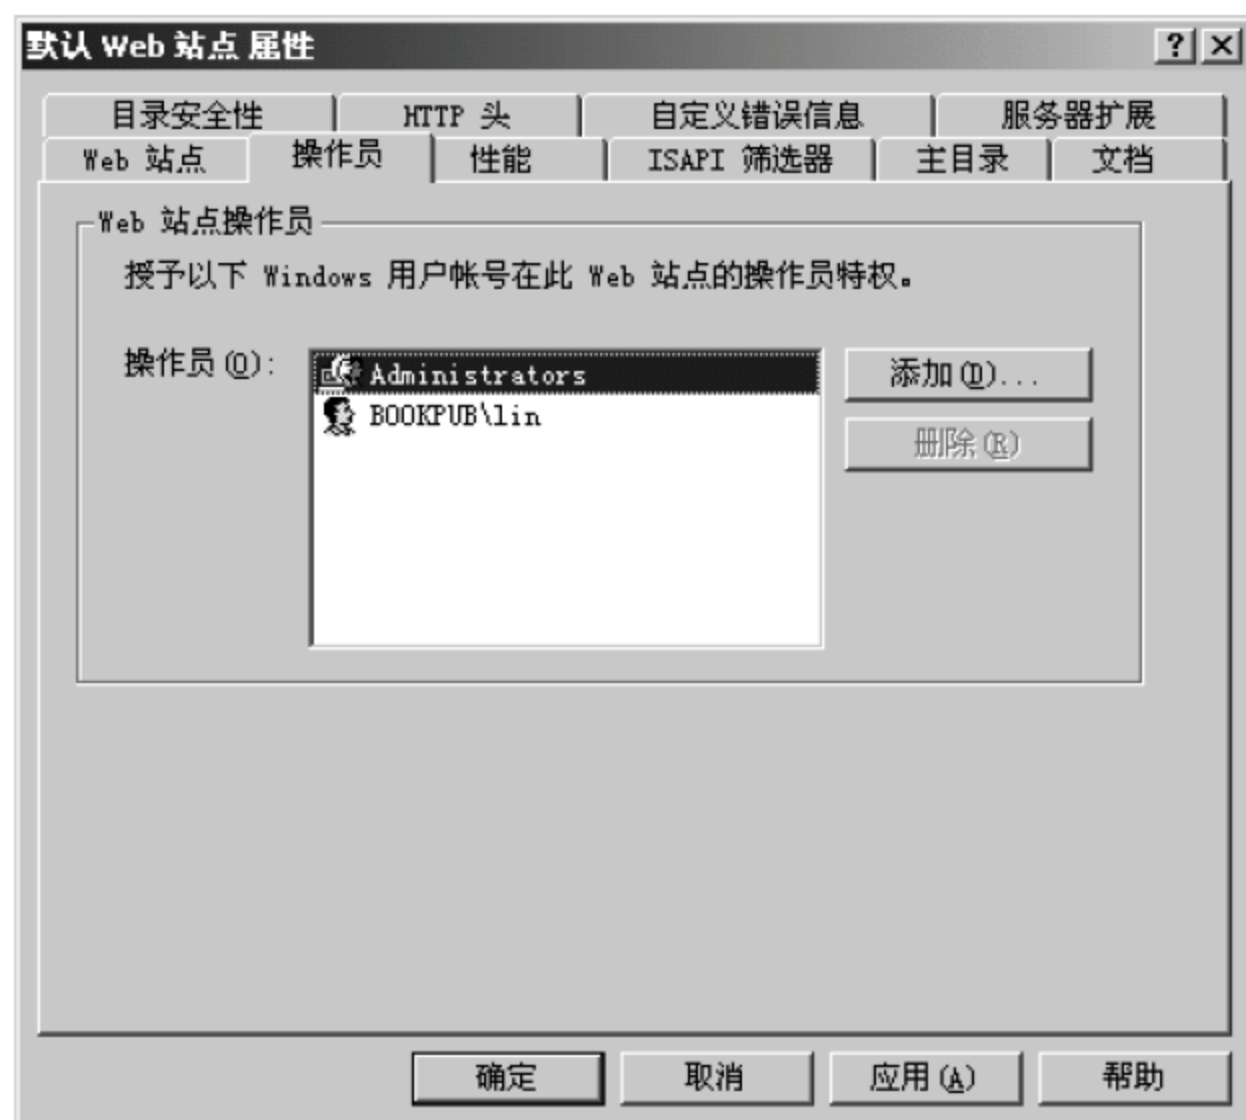 默认 Web 站点 属性
目录安全性 HTTP 头 自定义错误信息 服务器扩展
Web 站点 操作员 性能 ISAPI 筛选器 主目录 文档
Web 站点操作员
授予以下 Windows 用户帐号在此 Web 站点的操作员特权。
操作员(O):
Administrators
BOOKPUB\lin
添加(D)...
删除(R)
确定 取消 应用(A) 帮助